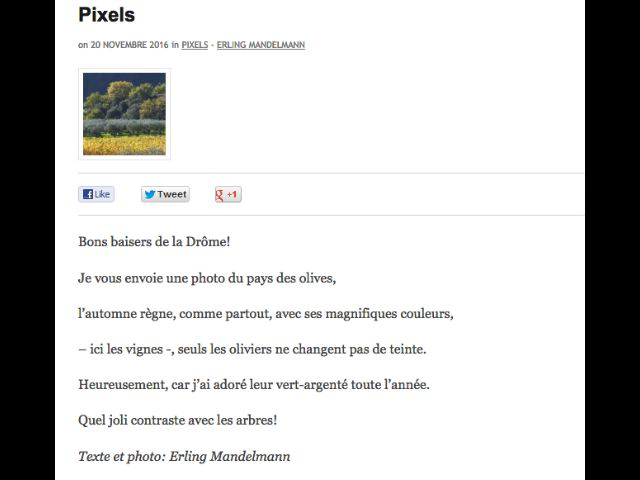 Pixels
on 20 NOVEMBRE 2016 in PIXELS - ERLING MANDELMANN
Like
Tweet
g +1
Bons baisers de la Drôme!
Je vous envoie une photo du pays des olives,
l’automne règne, comme partout, avec ses magnifiques couleurs,
– ici les vignes -, seuls les oliviers ne changent pas de teinte.
Heureusement, car j’ai adoré leur vert-argenté toute l’année.
Quel joli contraste avec les arbres!
Texte et photo: Erling Mandelmann